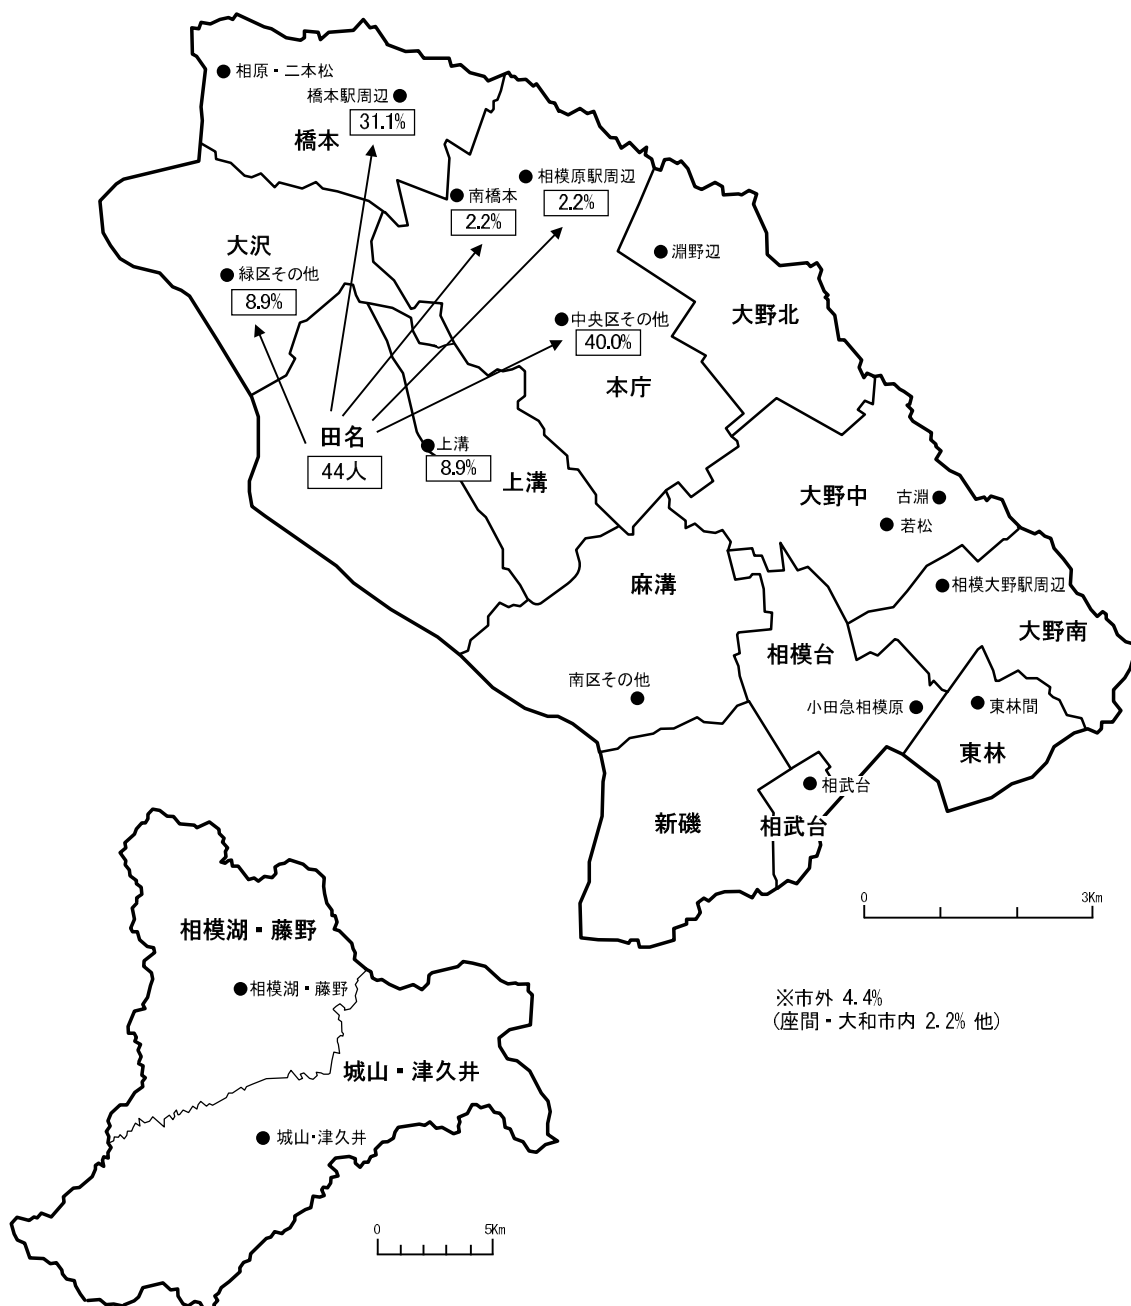 相原・二本松
橋本駅周辺
31.1%
橋本
相模原駅周辺
2.2%
南橋本
2.2%
淵野辺
大沢
緑区その他
8.9%
中央区その他
40.0%
大野北
本庁
田名
44人
上溝
8.9%
上溝
大野中
古淵
若松
麻溝
相模大野駅周辺
大野南
相模台
南区その他
小田急相模原
東林間
東林
相武台
新磯
相武台
0 3Km
相模湖・藤野
相模湖・藤野
※市外 4.4%
(座間・大和市内 2.2% 他)
城山・津久井
城山・津久井
0 5Km